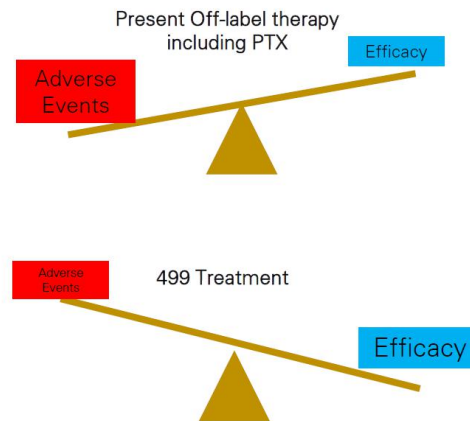 Present Off-label therapy
including PTX
Efficacy
Adverse
Events
Adverse
Events
499 Treatment
Efficacy